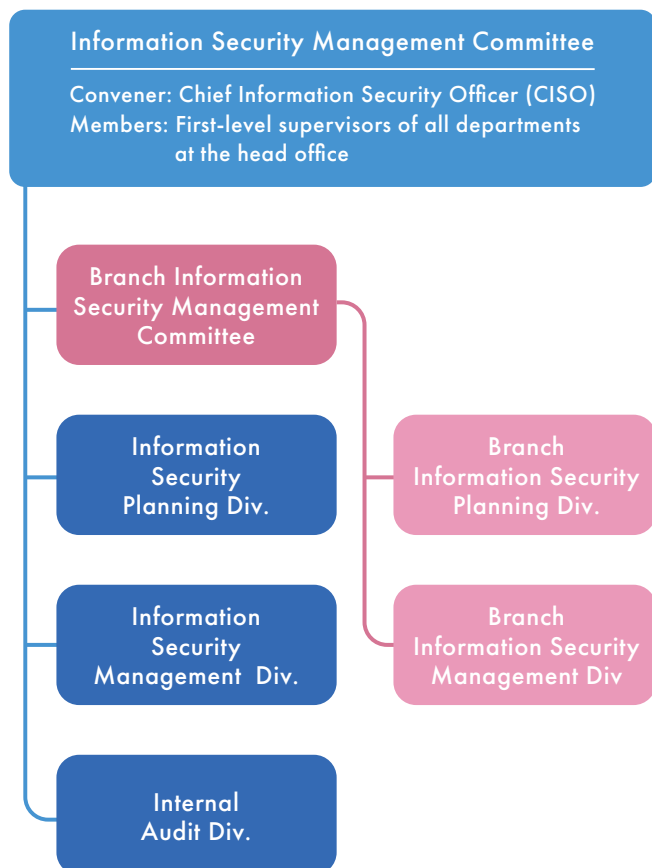 Information Security Management Committee
Convener: Chief Information Security Officer (CISO)
Members: First-level supervisors of all departments
at the head office
Branch Information
Security Management
Committee
Information
Security
Planning Div.
Branch
Information Security
Planning Div.
Information
Security
Management Div.
Branch
Information Security
Management Div
Internal
Audit Div.